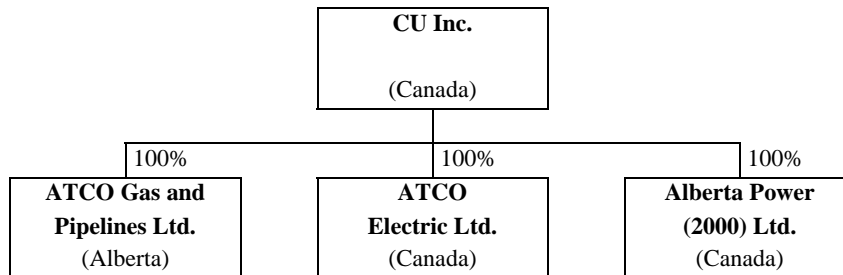 CU Inc.
(Canada)
100%
100%
100%
ATCO Gas and
Pipelines Ltd.
(Alberta)
ATCO
Electric Ltd.
(Canada)
Alberta Power
(2000) Ltd.
(Canada)